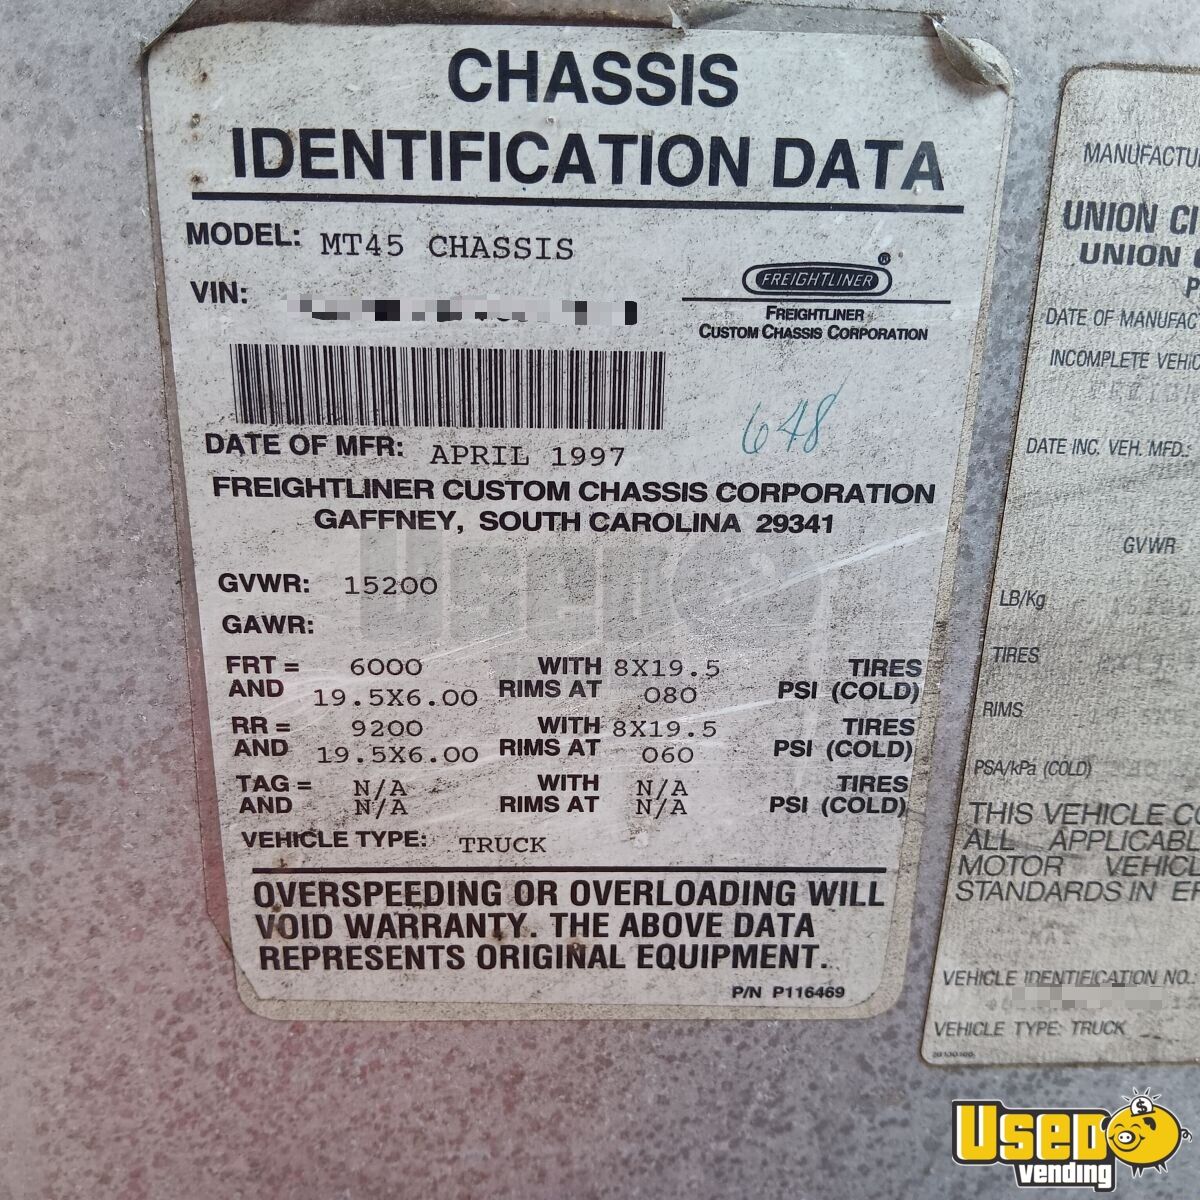 CHASSIS
IDENTIFICATION DATA
MODEL: MT45 CHASSIS
VIN:
FREIGHTLINER ®
FREIGHTLINER
CUSTOM CHASSIS CORPORATION
648
DATE OF MFR: APRIL 1997
FREIGHTLINER CUSTOM CHASSIS CORPORATION
GAFFNEY, SOUTH CAROLINA 29341
GVWR: 15200
GAWR:
FRT = 6000 WITH 8X19.5 TIRES
AND 19.5X6.00 RIMS AT 080 PSI (COLD)
RR = 9200 WITH 8X19.5 TIRES
AND 19.5X6.00 RIMS AT 060 PSI (COLD)
TAG = N/A WITH N/A TIRES
AND N/A RIMS AT N/A PSI (COLD)
VEHICLE TYPE: TRUCK
OVERSPEEDING OR OVERLOADING WILL
VOID WARRANTY. THE ABOVE DATA
REPRESENTS ORIGINAL EQUIPMENT.
P/N P116469
MANUFACTU
UNION CI
UNION
P
DATE OF MANUFAC
INCOMPLETE VEHIC
DATE INC. VEH. MFD.:
GVWR
LB/Kg
TIRES
RIMS
PSA/kPa (COLD)
THIS VEHICLE CO
ALL APPLICABL
MOTOR VEHICL
STANDARDS IN EF
VEHICLE IDENTIFICATION NO.:
VEHICLE TYPE: TRUCK
USED
USED
vending